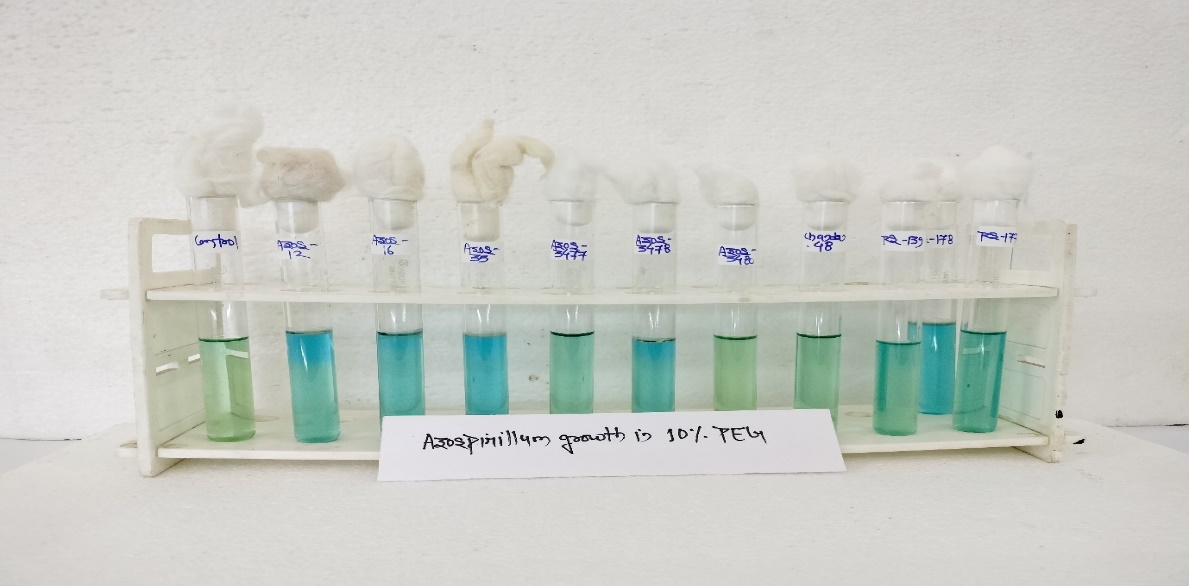 Control
Azos-
12
Azos-
16
Azos-
35
Azos-
3477
Azos-
3478
Azos-
3480
48
-178
Azospirillum growth in 10% PEG